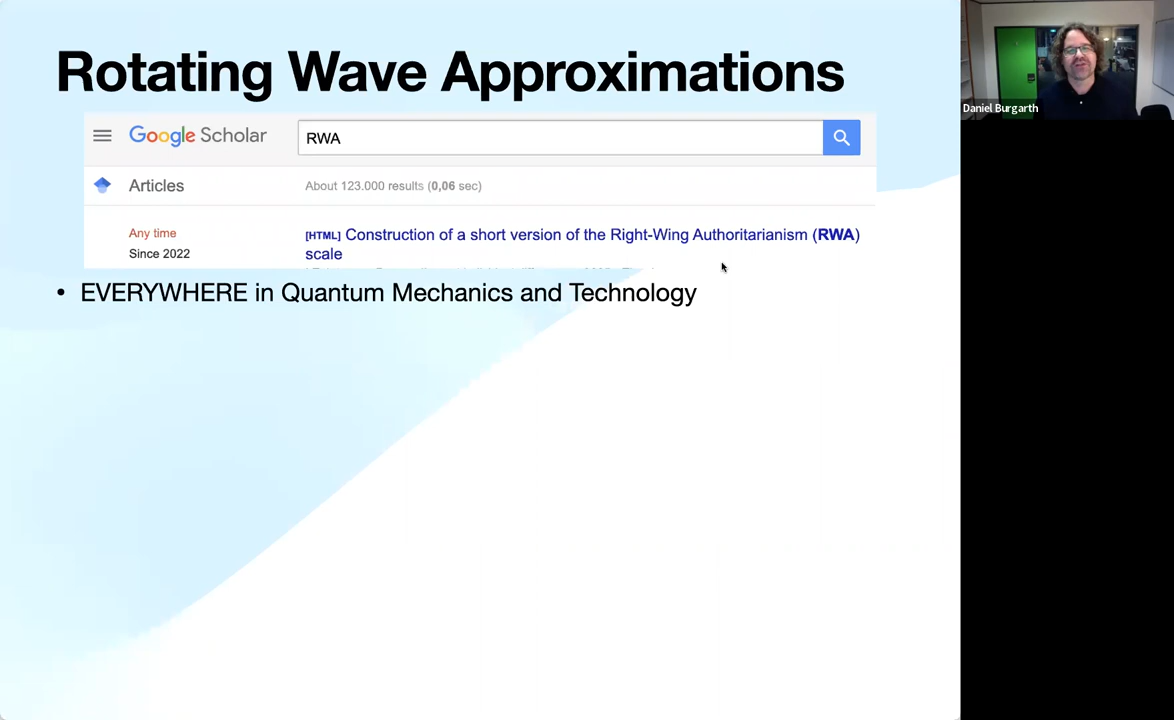 Rotating Wave Approximations
Google Scholar
RWA
Articles
About 123.000 results (0,06 sec)
Any time
Since 2022
[HTML] Construction of a short version of the Right-Wing Authoritarianism (RWA)
scale
• EVERYWHERE in Quantum Mechanics and Technology
Daniel Burgarth